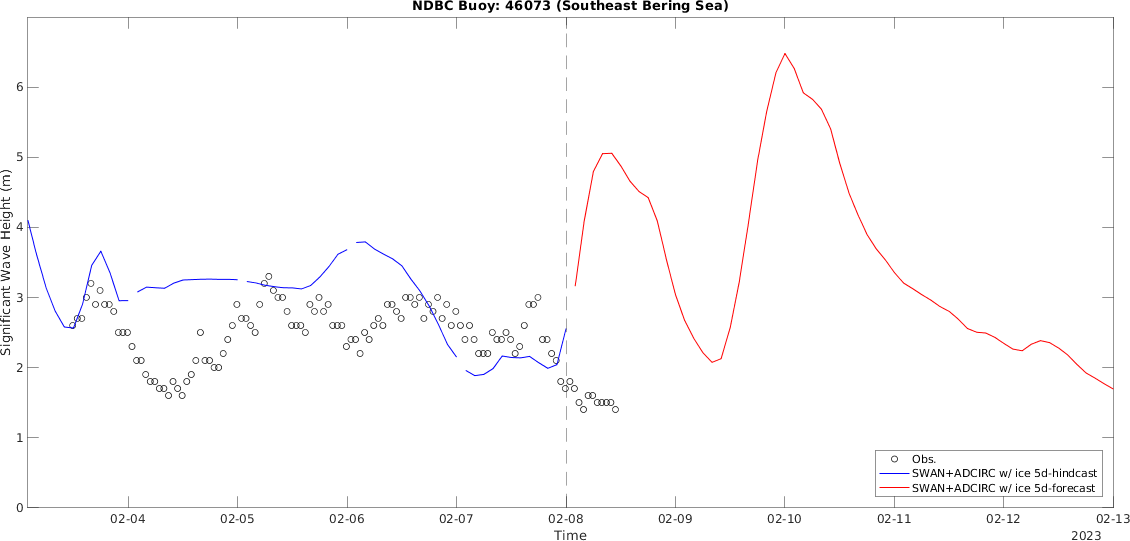 NDBC Buoy: 46073 (Southeast Bering Sea)
Significant Wave Height (m)
6
5
4
3
2
1
0
Obs.
SWAN+ADCIRC w/ ice 5d-hindcast
SWAN+ADCIRC w/ ice 5d-forecast
02-04 02-05 02-06 02-07 02-08 02-09 02-10 02-11 02-12 02-13
Time
2023